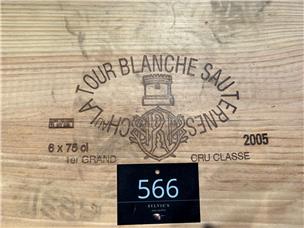 CH. LA TOUR BLANCHE SAUTERNES
6 x 75 cl
2005
1er GRAND
CRU CLASSE
566
SYLVIE'S